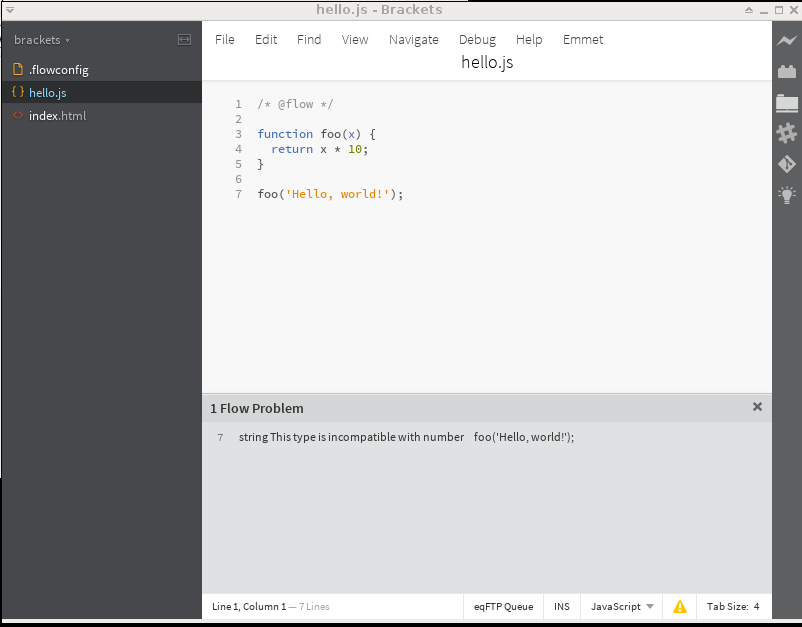 hello.js - Brackets
brackets
.flowconfig
hello.js
index.html
File Edit Find View Navigate Debug Help Emmet
hello.js
1 /* @flow */
2
3 function foo(x) {
4   return x * 10;
5 }
6
7 foo('Hello, world!');
1 Flow Problem
7 string This type is incompatible with number foo('Hello, world!');
Line 1, Column 1 — 7 Lines eqFTP Queue INS JavaScript Tab Size: 4